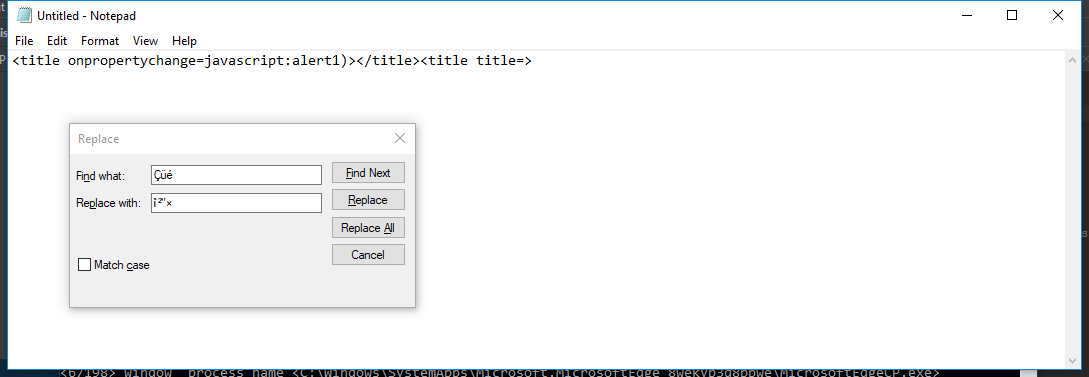 Untitled - Notepad
File Edit Format View Help
<title onpropertychange=javascript:alert1)></title><title title=>
Replace
Find what: Çüé
Find Next
Replace with: í²"×
Replace
Replace All
Cancel
Match case
<6/198> window process name <C:\Windows\SystemApps\Microsoft.MicrosoftEdge_8wekyb3d8bbwe\MicrosoftEdgeCP.exe>